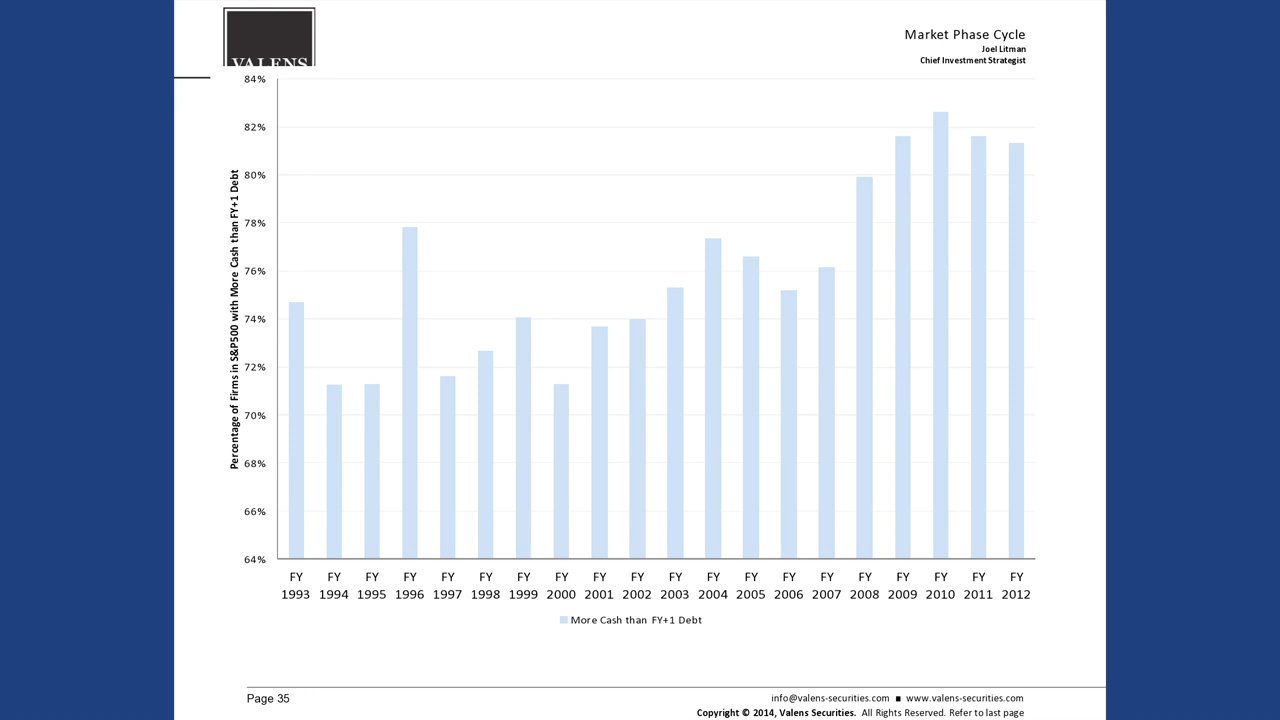 VALENS
Market Phase Cycle
Joel Litman
Chief Investment Strategist
Percentage of Firms in S&P500 with More Cash than FY+1 Debt
84%
82%
80%
78%
76%
74%
72%
70%
68%
66%
64%
FY FY FY FY FY FY FY FY FY FY FY FY FY FY FY FY FY FY FY FY
1993 1994 1995 1996 1997 1998 1999 2000 2001 2002 2003 2004 2005 2006 2007 2008 2009 2010 2011 2012
More Cash than FY+1 Debt
Page 35
info@valens-securities.com ■ www.valens-securities.com
Copyright © 2014, Valens Securities. All Rights Reserved. Refer to last page